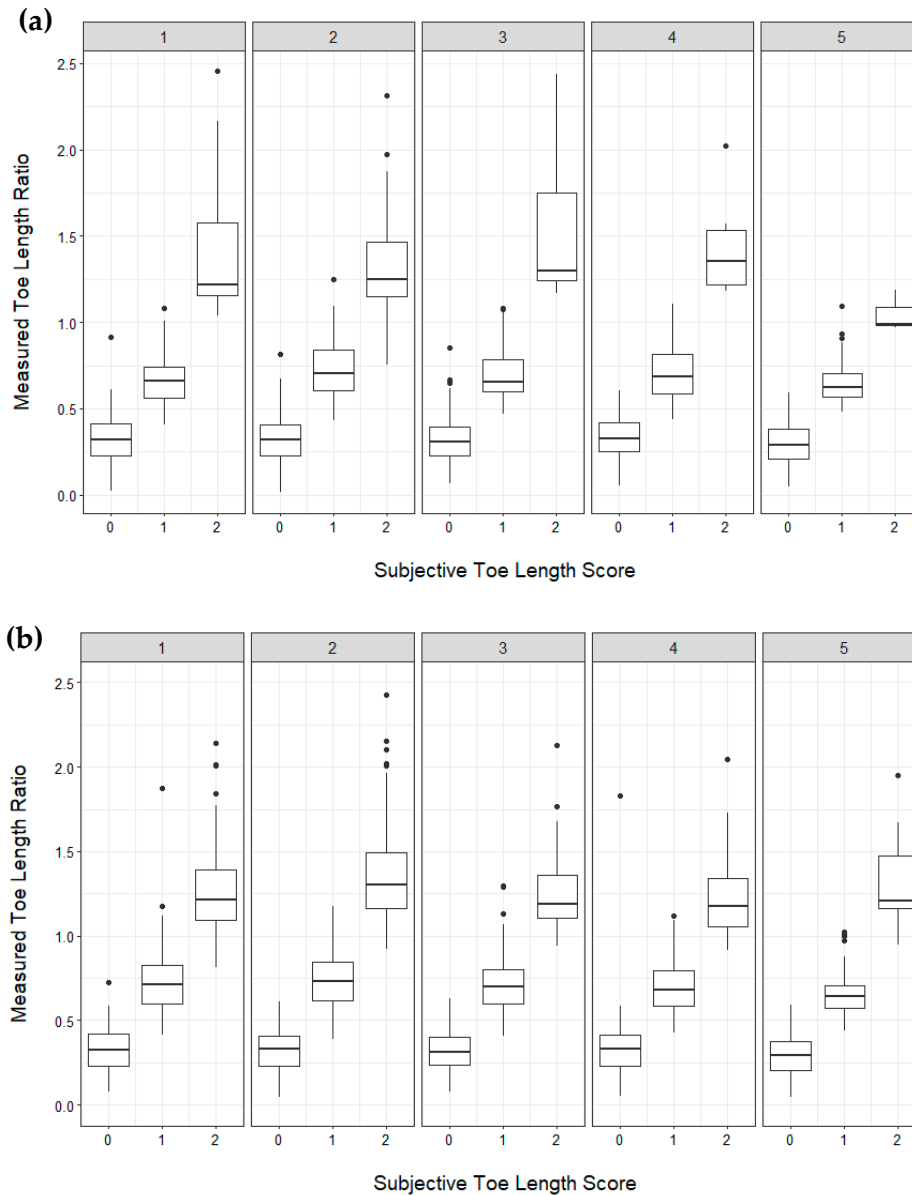 (a)
1 2 3 4 5
2.5
2.0
1.5
1.0
0.5
0.0
Measured Toe Length Ratio
0 1 2 0 1 2 0 1 2 0 1 2 0 1 2
Subjective Toe Length Score
(b)
1 2 3 4 5
2.5
2.0
1.5
1.0
0.5
0.0
Measured Toe Length Ratio
0 1 2 0 1 2 0 1 2 0 1 2 0 1 2
Subjective Toe Length Score